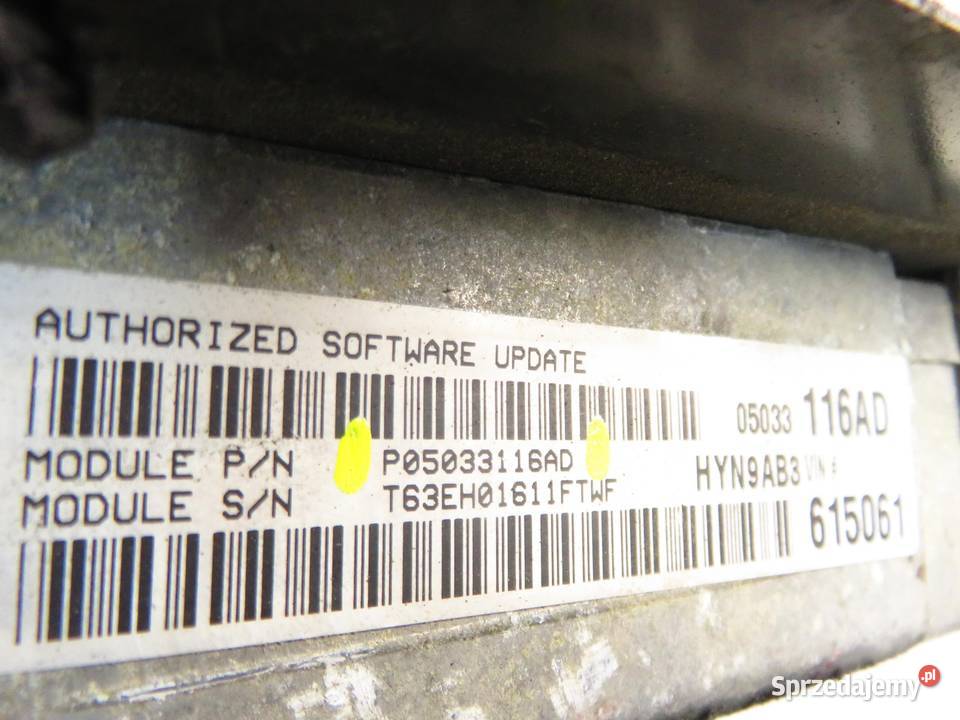 AUTHORIZED SOFTWARE UPDATE
05033 116AD
MODULE P/N P05033116AD
HYN9AB3 VIN #
MODULE S/N T63EH01611FTWF
615061
Sprzedajemy.pl